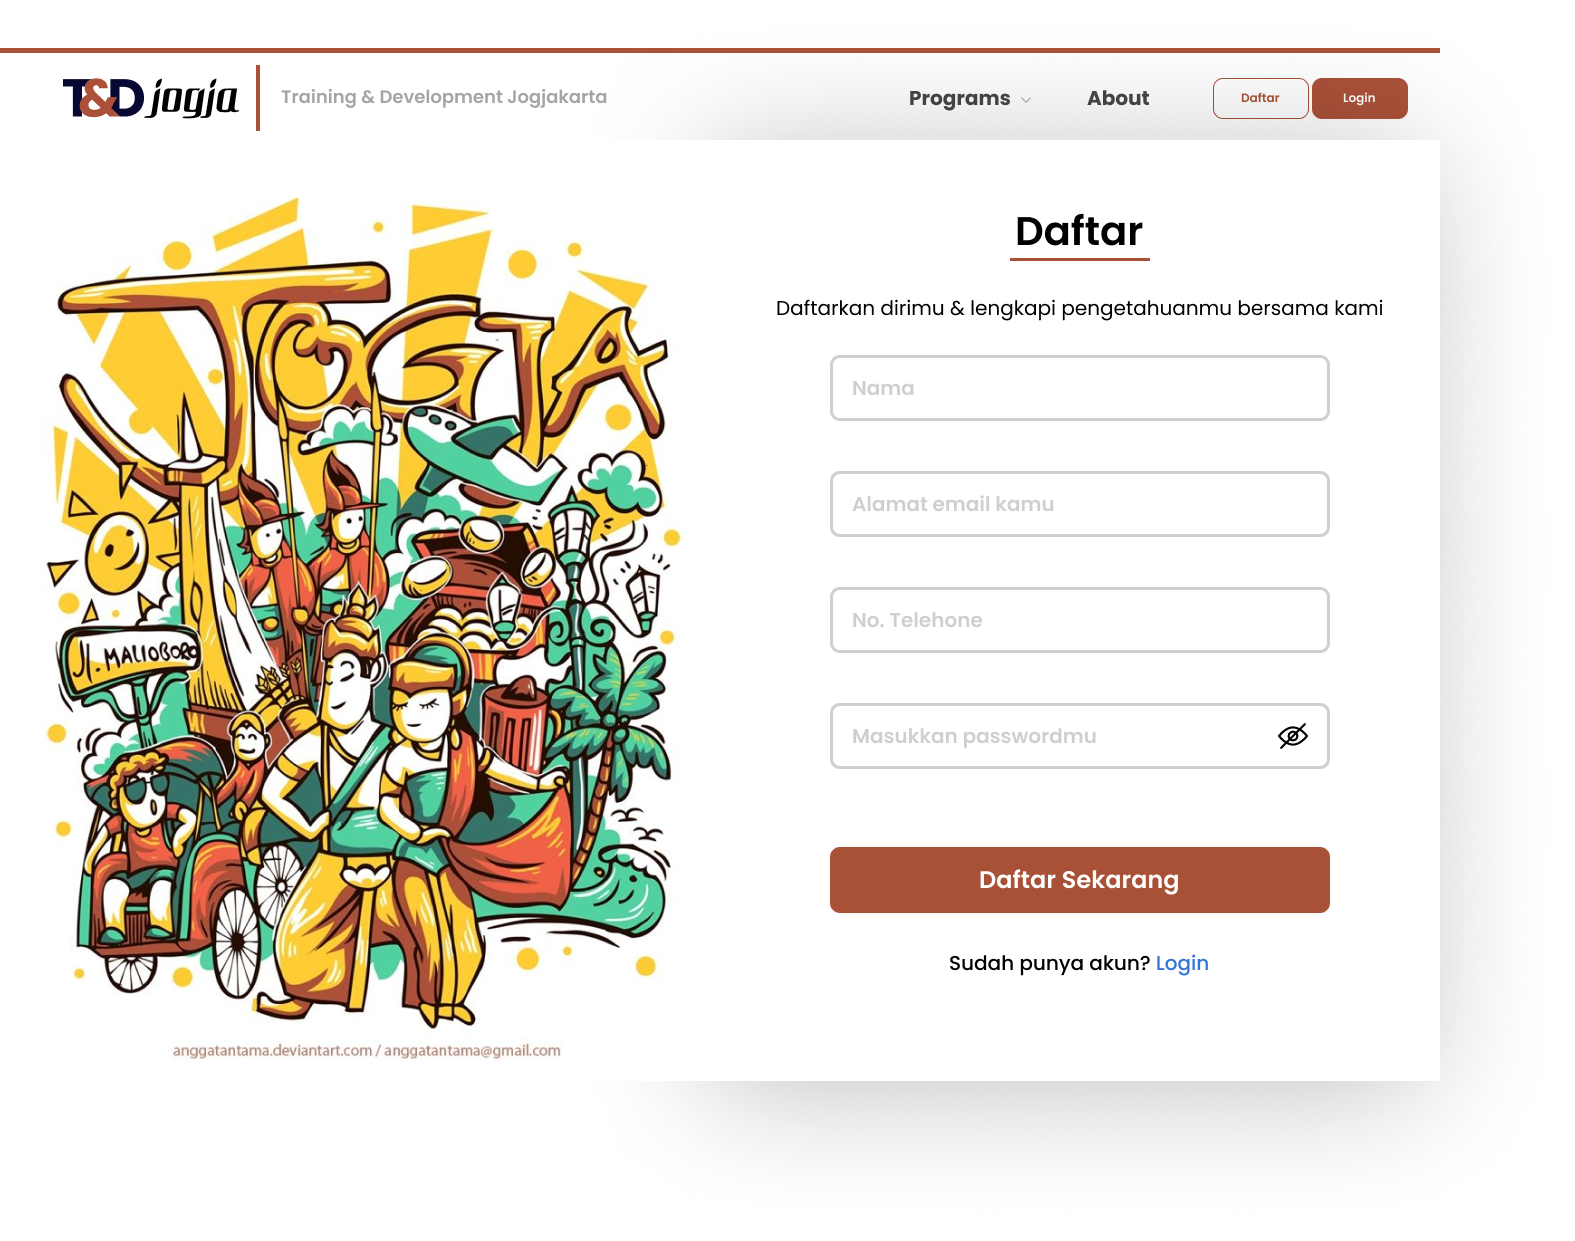 T&D jogja
Training & Development Jogjakarta
Programs
About
Daftar
Login
JOGJA
Jl. MALIOBORO
anggatantama.deviantart.com / anggatantama@gmail.com
Daftar
Daftarkan dirimu & lengkapi pengetahuanmu bersama kami
Nama
Alamat email kamu
No. Telehone
Masukkan passwordmu
Daftar Sekarang
Sudah punya akun? Login